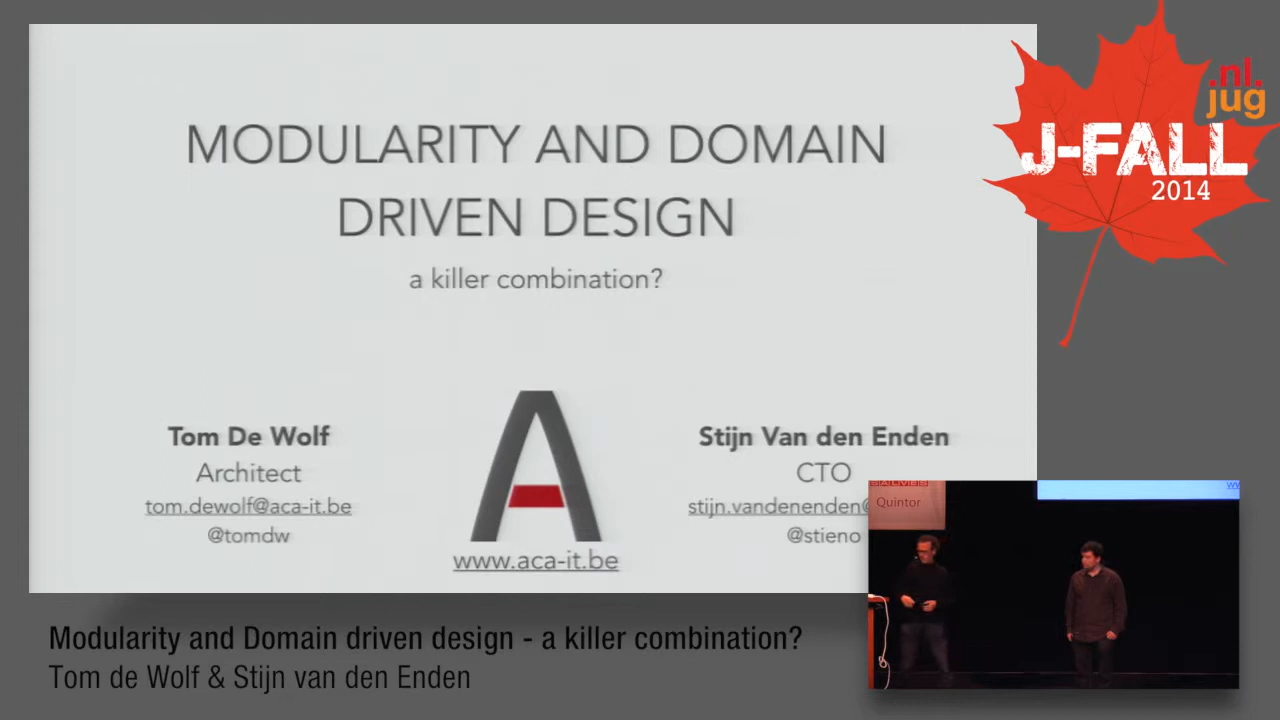 MODULARITY AND DOMAIN
DRIVEN DESIGN
a killer combination?
Tom De Wolf
Architect
tom.dewolf@aca-it.be
@tomdw
www.aca-it.be
Stijn Van den Enden
CTO
stijn.vandenenden@
@stieno
.nl.
jug
J-FALL
2014
Quintor
Modularity and Domain driven design - a killer combination?
Tom de Wolf & Stijn van den Enden